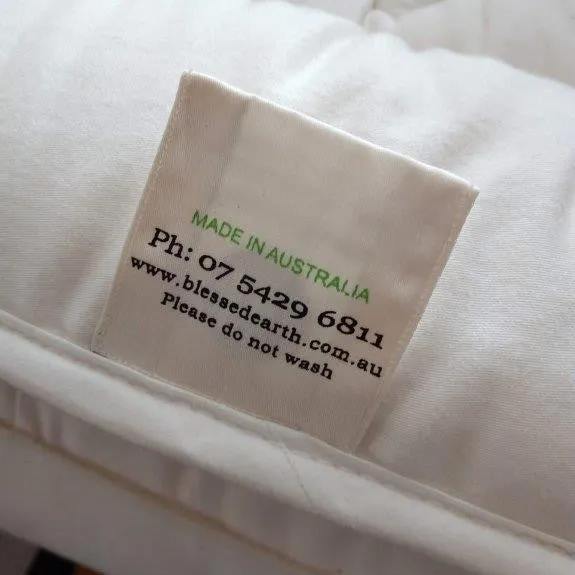 MADE IN AUSTRALIA
Ph: 07 5429 6811
www.blessedearth.com.au
Please do not wash